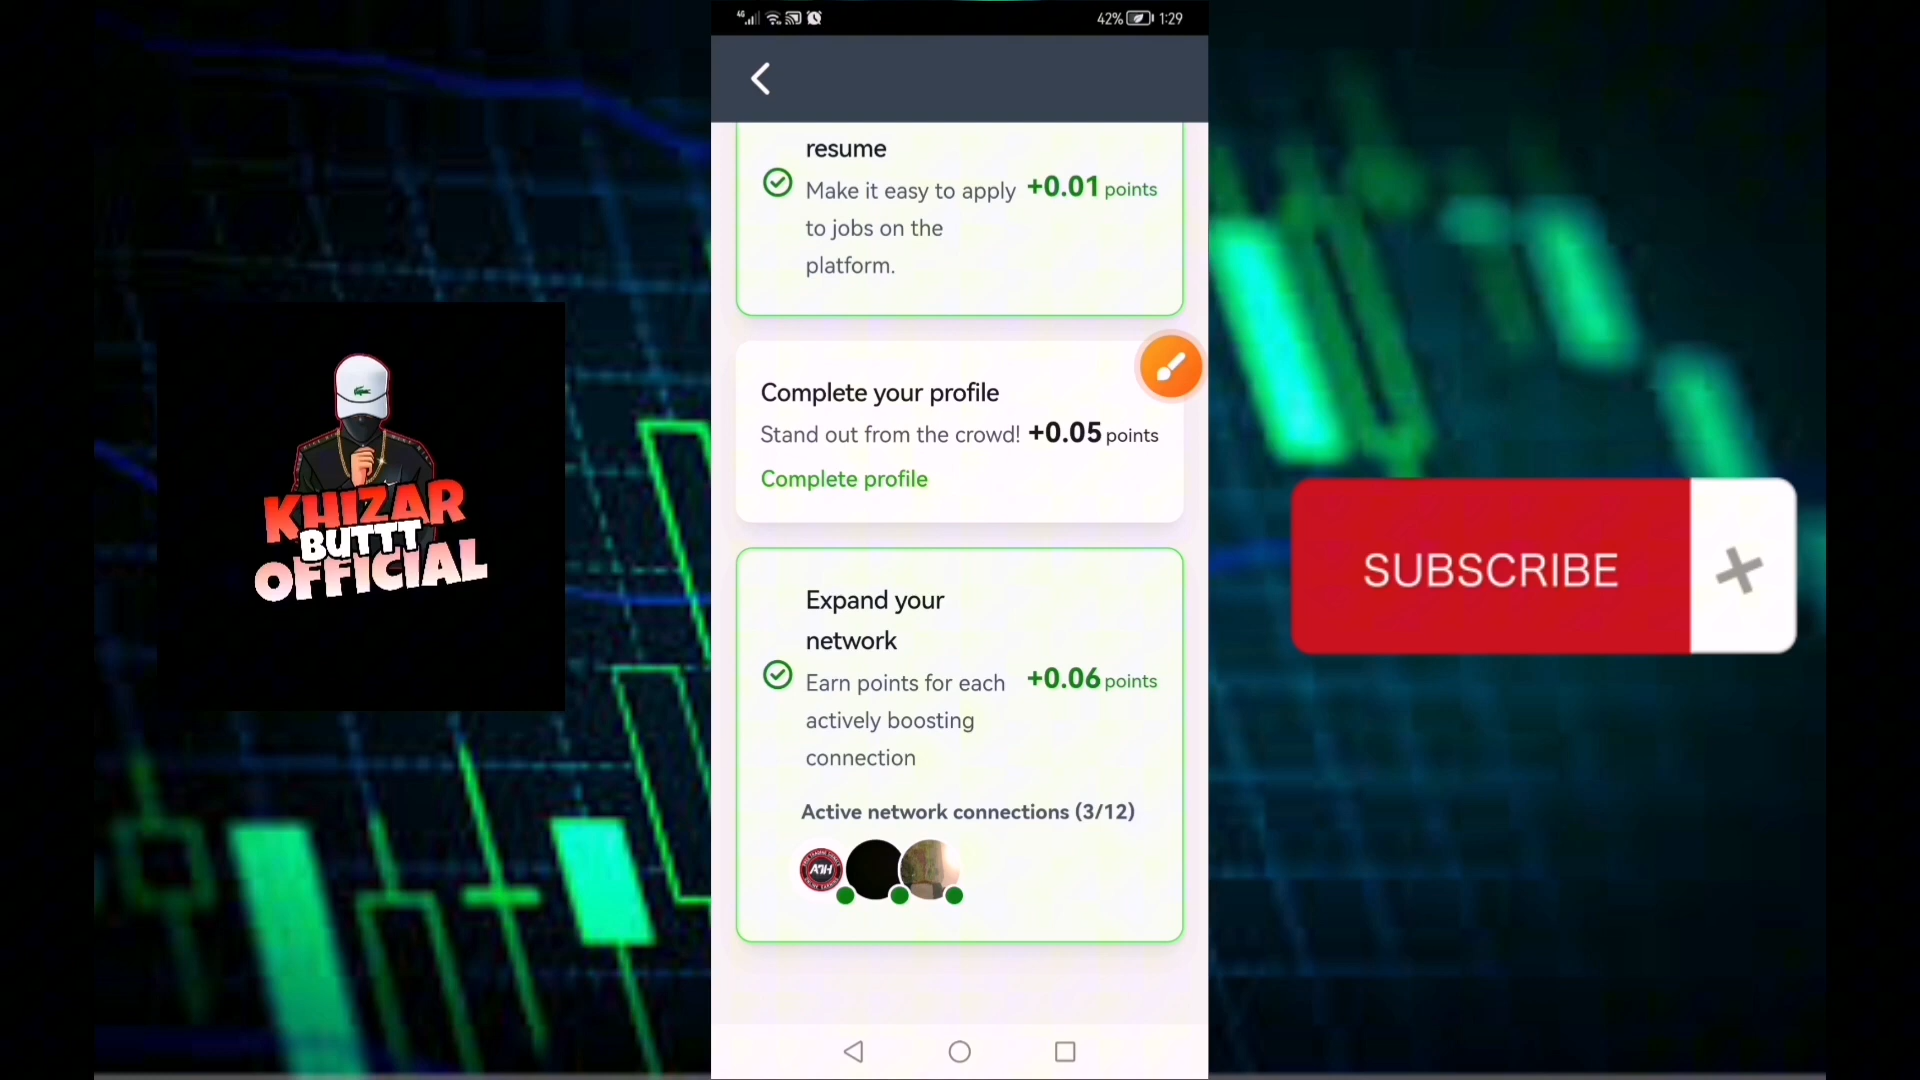 4G
42%
1:29
resume
Make it easy to apply
to jobs on the
platform.
+0.01 points
Complete your profile
Stand out from the crowd! +0.05 points
Complete profile
Expand your
network
Earn points for each
actively boosting
connection
+0.06 points
Active network connections (3/12)
KHIZAR
BUTTT
OFFICIAL
SUBSCRIBE